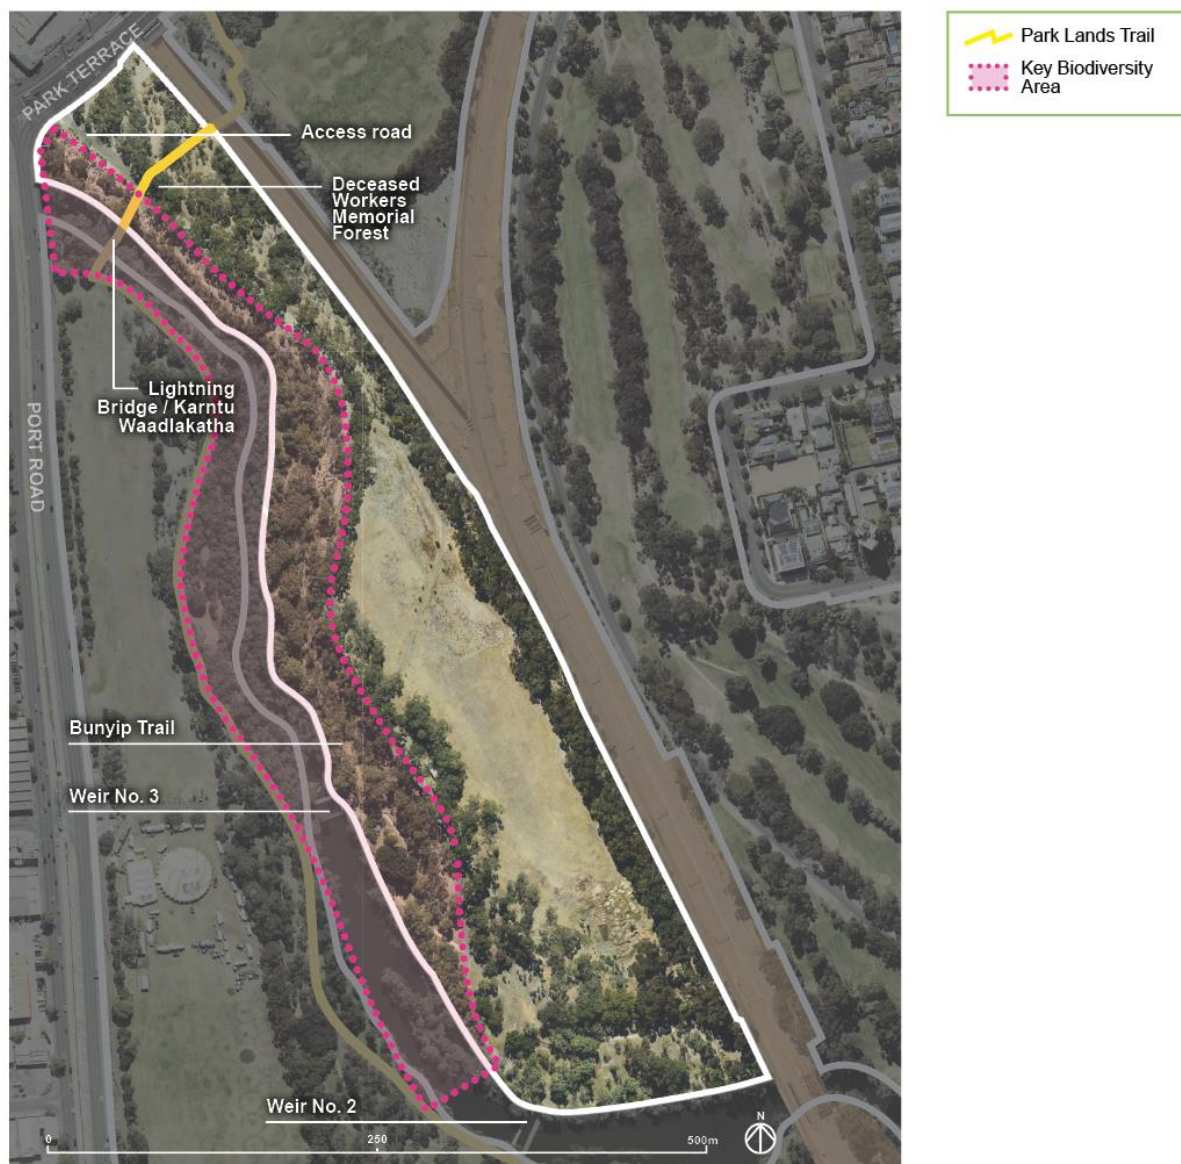 PARK TERRACE
Park Lands Trail
Key Biodiversity
Area
Access road
Deceased
Workers
Memorial
Forest
Lightning
Bridge / Karntu
Waadlakatha
PORT ROAD
Bunyip Trail
Weir No. 3
Weir No. 2
0
250
500m
N